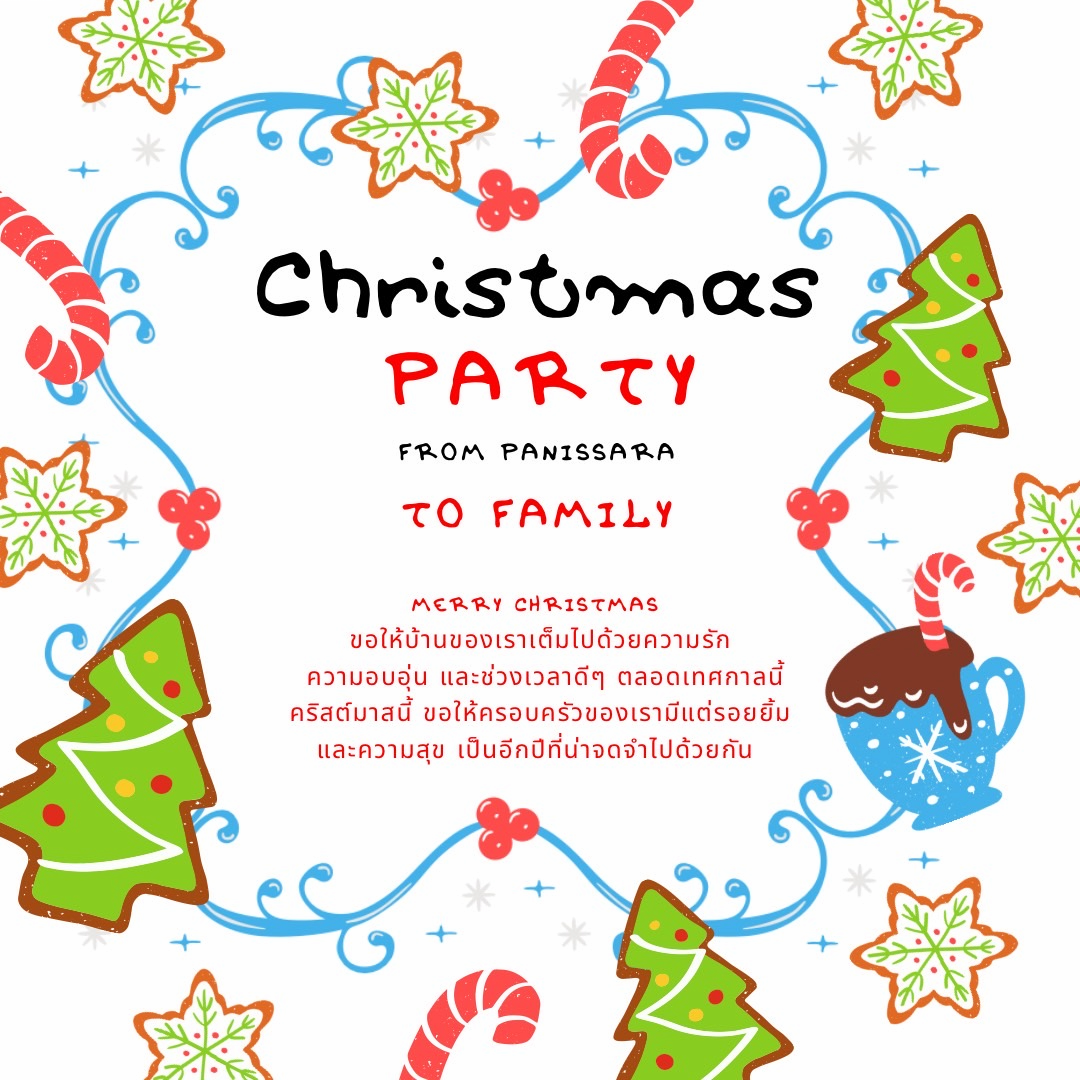 Christmas
PARTY
FROM PANISSARA
TO FAMILY
MERRY CHRISTMAS
ขอให้บ้านของเราเต็มไปด้วยความรัก
ความอบอุ่น และช่วงเวลาดีๆ ตลอดเทศกาลนี้
คริสต์มาสนี้ ขอให้ครอบครัวของเรามีแต่รอยยิ้ม
และความสุข เป็นอีกปีที่น่าจดจำไปด้วยกัน